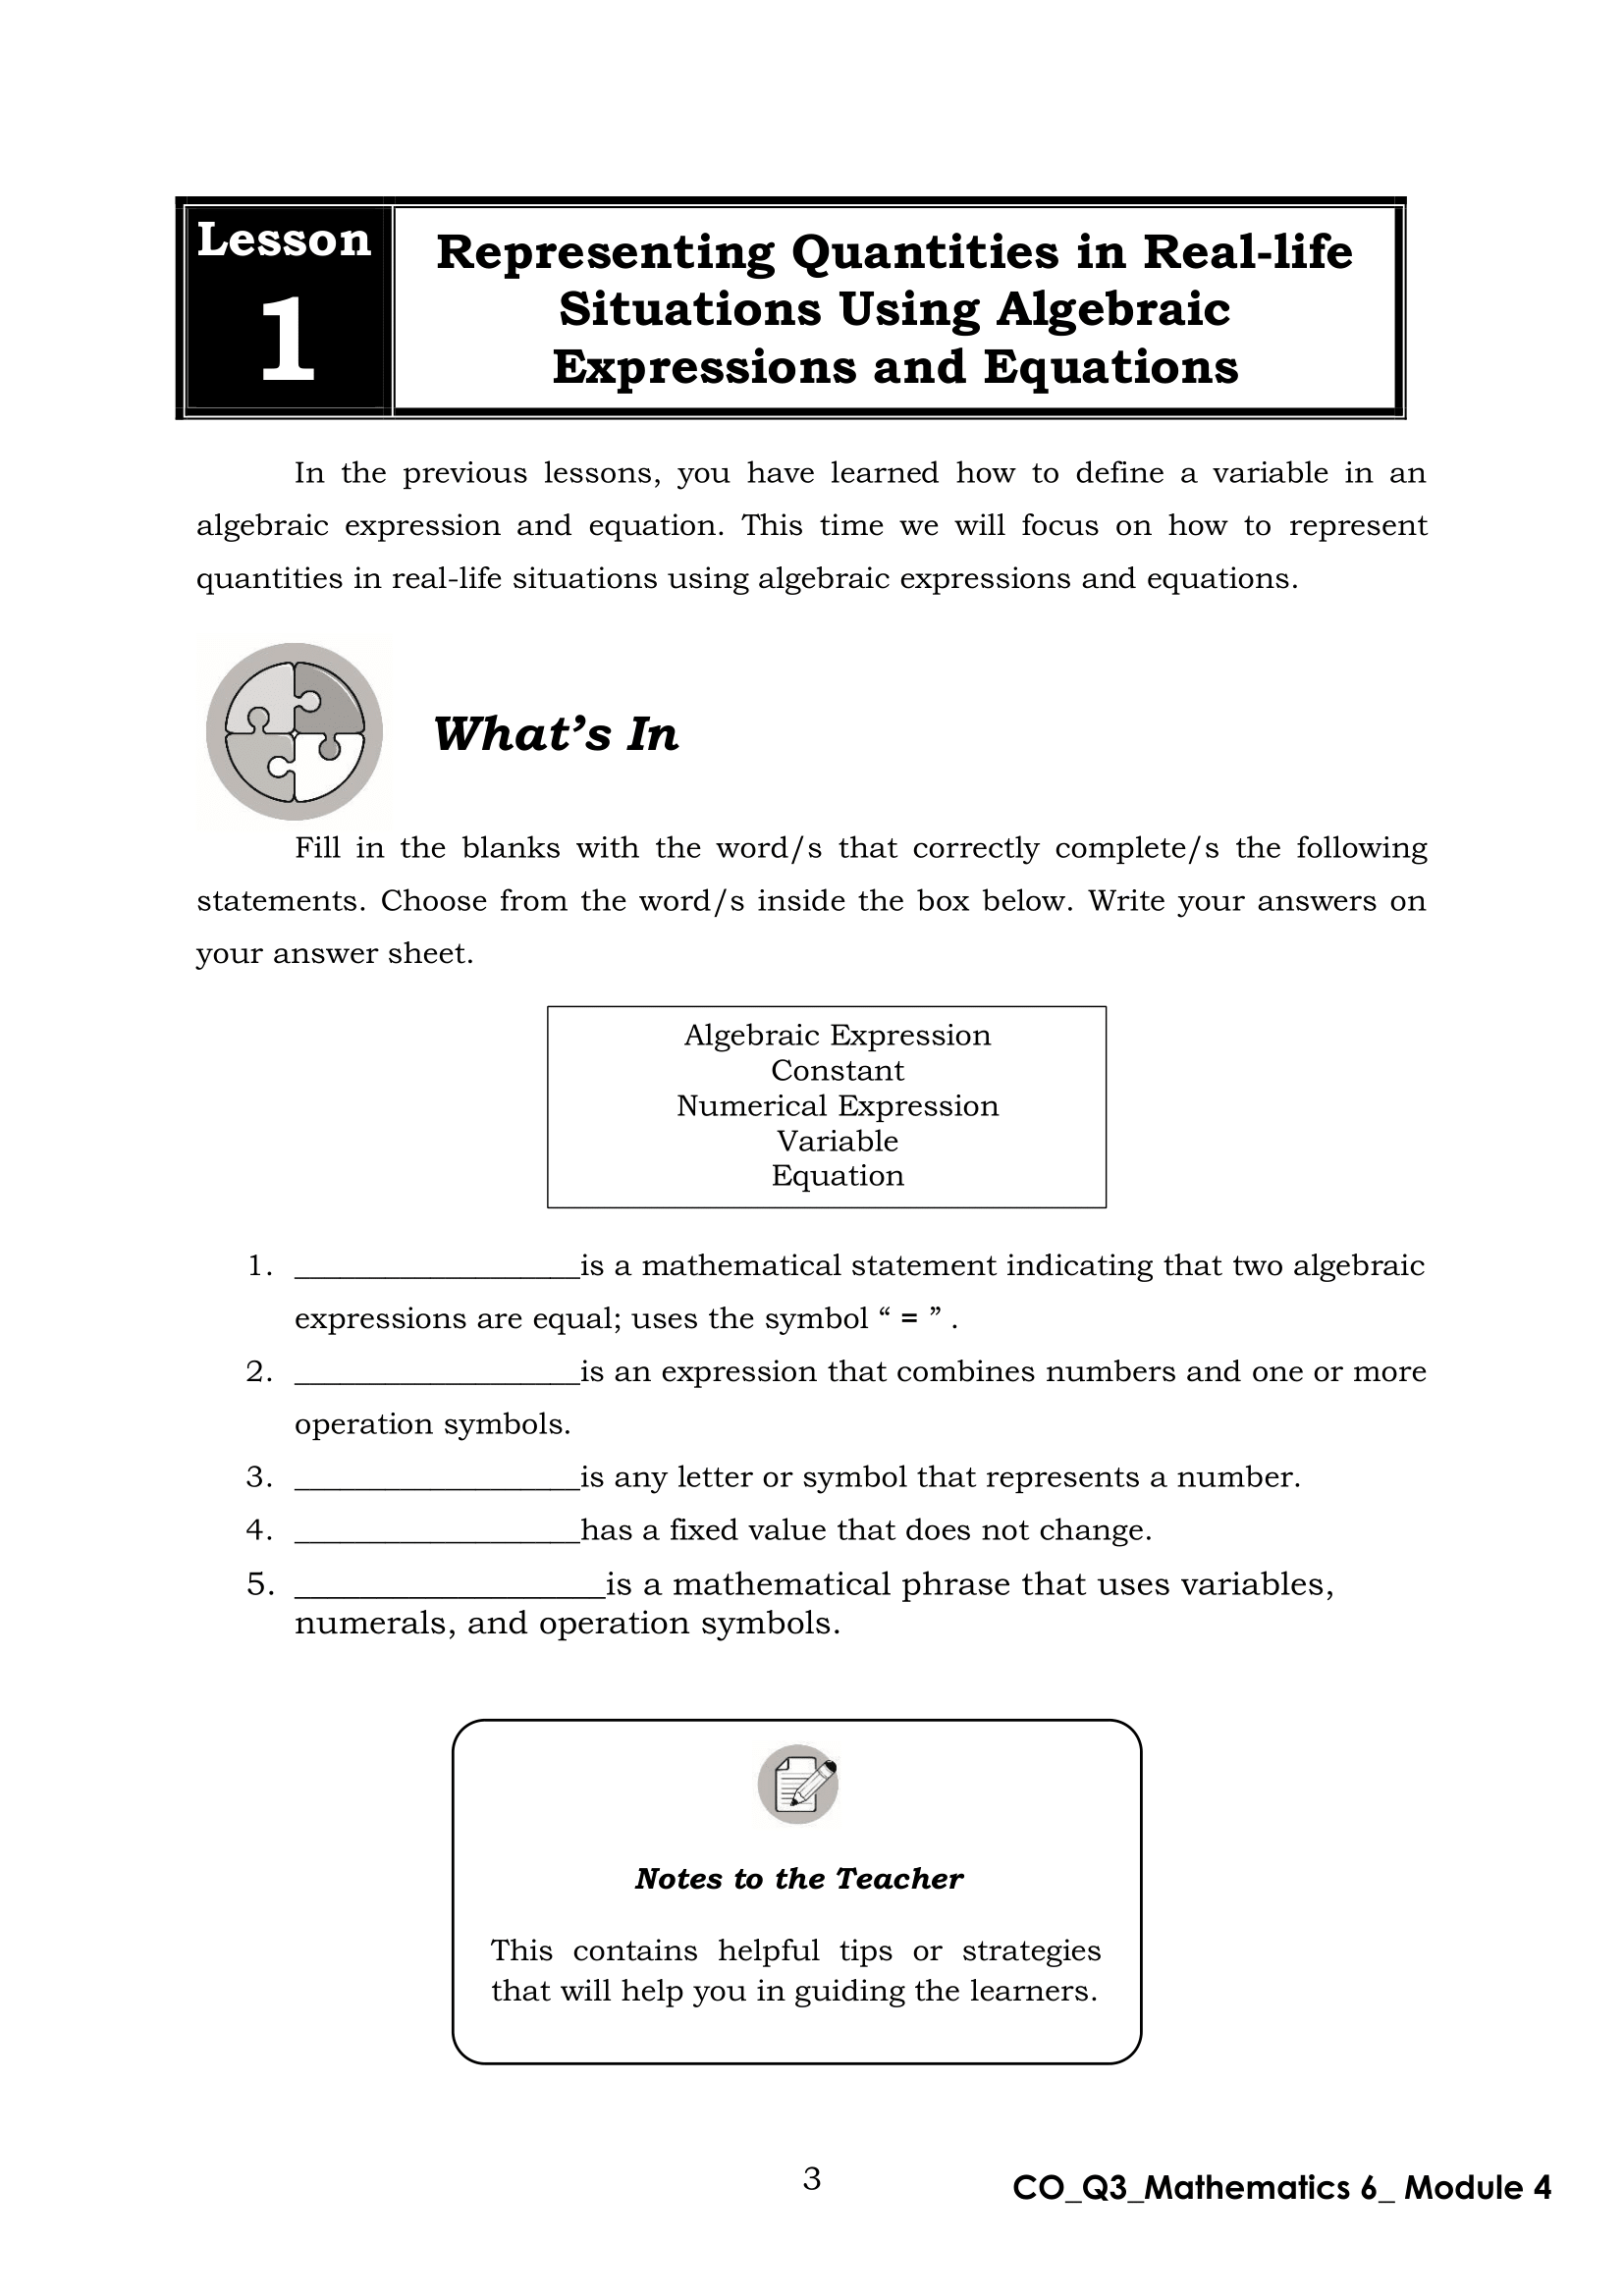 Lesson
1
Representing Quantities in Real-life
Situations Using Algebraic
Expressions and Equations
In the previous lessons, you have learned how to define a variable in an
algebraic expression and equation. This time we will focus on how to represent
quantities in real-life situations using algebraic expressions and equations.
What’s In
Fill in the blanks with the word/s that correctly complete/s the following
statements. Choose from the word/s inside the box below. Write your answers on
your answer sheet.
Algebraic Expression
Constant
Numerical Expression
Variable
Equation
1. ___________________is a mathematical statement indicating that two algebraic
expressions are equal; uses the symbol “ = ” .
2. ___________________is an expression that combines numbers and one or more
operation symbols.
3. ___________________is any letter or symbol that represents a number.
4. ___________________has a fixed value that does not change.
5. ___________________is a mathematical phrase that uses variables,
numerals, and operation symbols.
Notes to the Teacher
This contains helpful tips or strategies
that will help you in guiding the learners.
3
CO_Q3_Mathematics 6_ Module 4